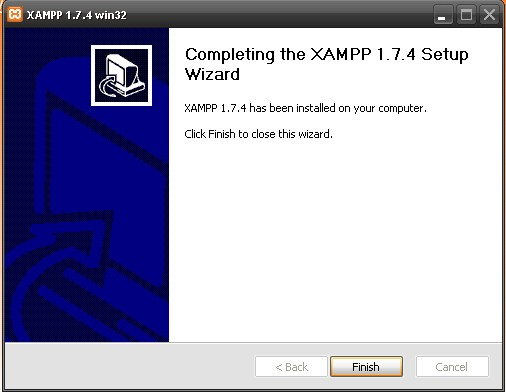 XAMPP 1.7.4 win32
Completing the XAMPP 1.7.4 Setup
Wizard
XAMPP 1.7.4 has been installed on your computer.
Click Finish to close this wizard.
< Back
Finish
Cancel